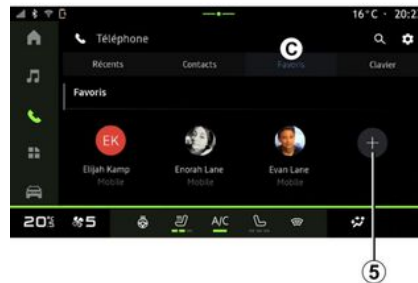 16°C · 20:2
Téléphone
C
Récents Contacts Favoris Clavier
Favoris
EK
Elijah Kamp Enorah Lane Evan Lane
Mobile Mobile Mobile
20 5 A/C
5